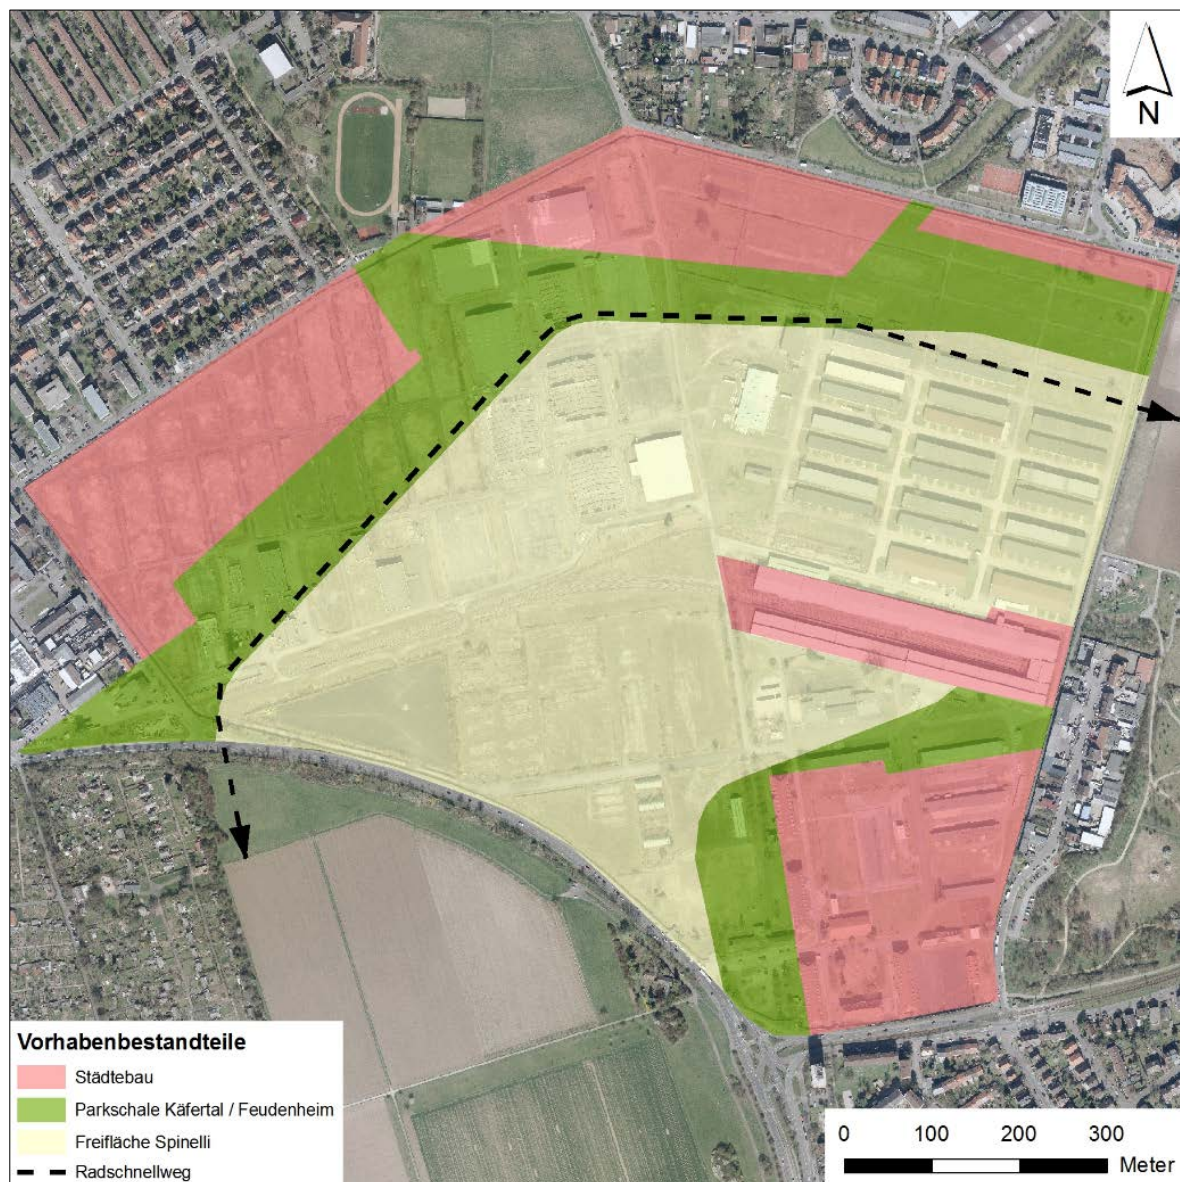 N
Vorhabenbestandteile
Städtebau
Parkschale Käfertal / Feudenheim
Freifläche Spinelli
Radschnellweg
0 100 200 300
Meter